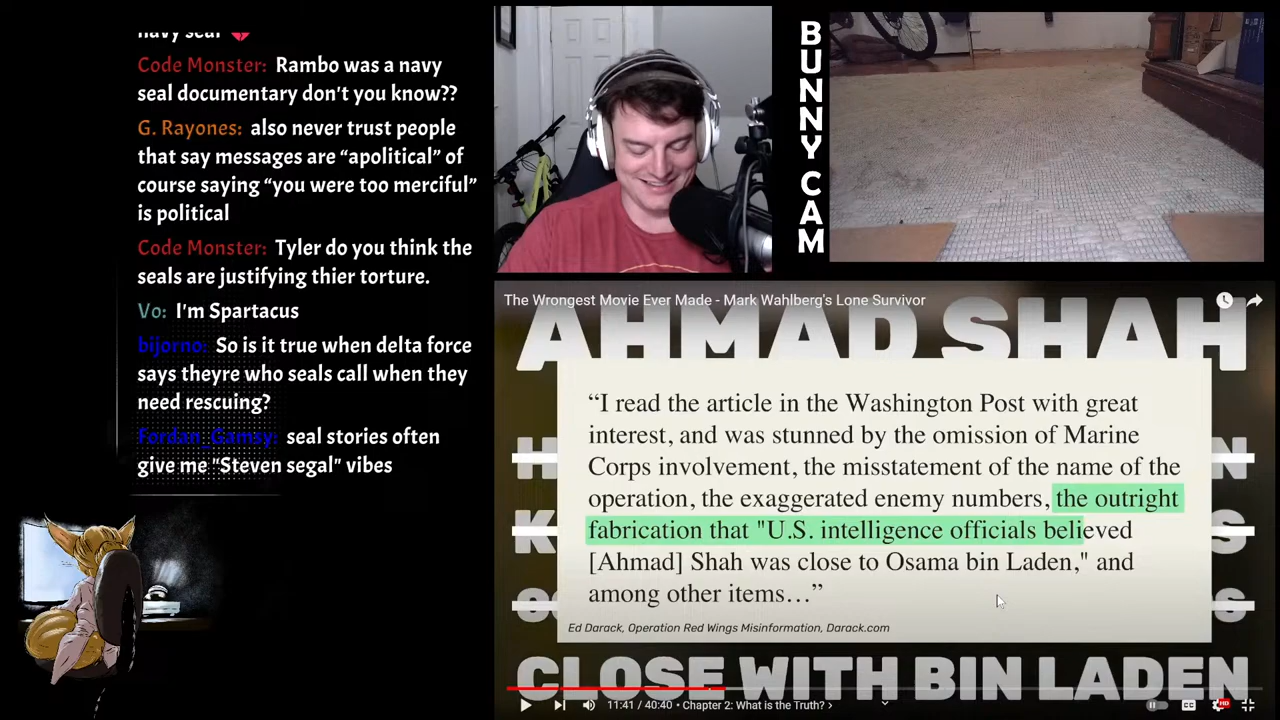 navy seal 💔
Code Monster: Rambo was a navy
seal documentary don't you know??
G. Rayones: also never trust people
that say messages are “apolitical” of
course saying “you were too merciful”
is political
Code Monster: Tyler do you think the
seals are justifying thier torture.
Vo: I'm Spartacus
bijorno: So is it true when delta force
says theyre who seals call when they
need rescuing?
Fordan_Gamsy: seal stories often
give me "Steven segal" vibes
BUNNY CAM
The Wrongest Movie Ever Made - Mark Wahlberg's Lone Survivor
AHMAD SHAH
“I read the article in the Washington Post with great
interest, and was stunned by the omission of Marine
Corps involvement, the misstatement of the name of the
operation, the exaggerated enemy numbers, the outright
fabrication that "U.S. intelligence officials believed
[Ahmad] Shah was close to Osama bin Laden," and
among other items…”
Ed Darack, Operation Red Wings Misinformation, Darack.com
CLOSE WITH BIN LADEN
11:41 / 40:40 • Chapter 2: What is the Truth? ›
CC
HD